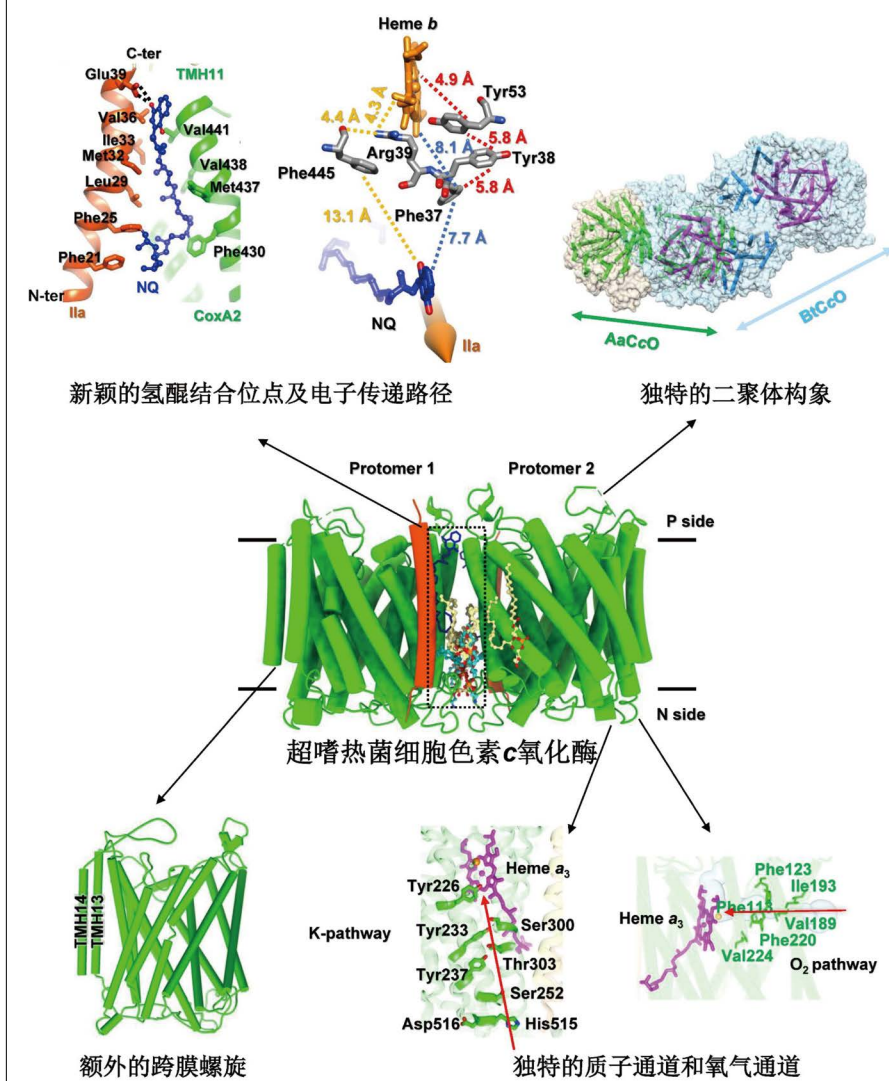 C-ter
Glu39
TMH11
Val36
Val441
Ile33
Met32
Val438
Leu29
Met437
Phe25
Phe21
Phe430
NQ
N-ter
IIa
CoxA2
Heme b
4.9 Å
Tyr53
4.3 Å
4.4 Å
5.8 Å
8.1 Å
Arg39
Tyr38
Phe445
5.8 Å
Phe37
13.1 Å
7.7 Å
NQ
IIa
AaCcO
BtCcO
新颖的氢醌结合位点及电子传递路径
独特的二聚体构象
Protomer 1
Protomer 2
P side
N side
超嗜热菌细胞色素c氧化酶
TMH14
TMH13
额外的跨膜螺旋
K-pathway
Heme a3
Tyr226
Tyr233
Ser300
Thr303
Tyr237
Ser252
Asp516
His515
Phe123
Ile193
Phe118
Heme a3
Val189
Phe220
Val224
O2 pathway
独特的质子通道和氧气通道